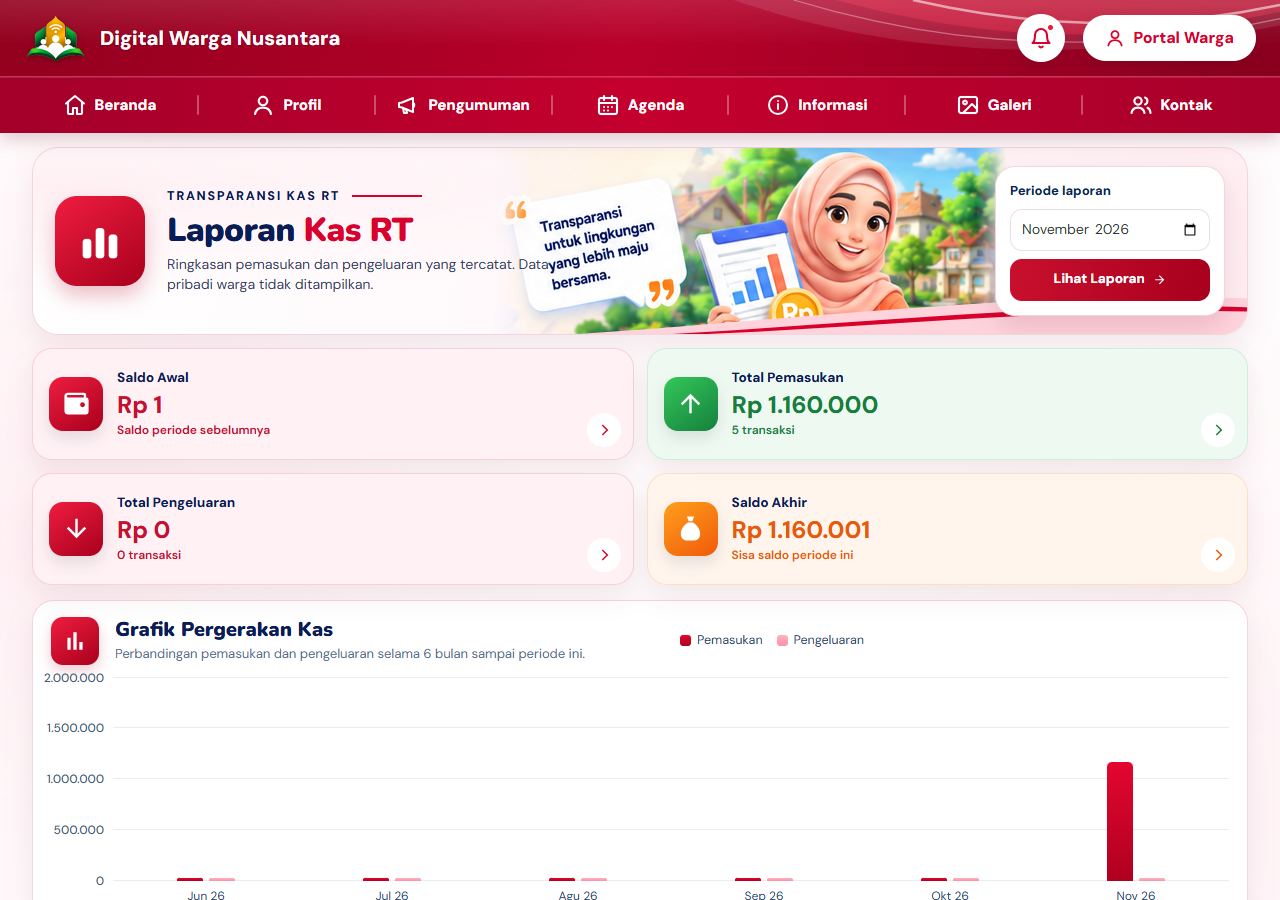 Digital Warga Nusantara
Portal Warga
Beranda
Profil
Pengumuman
Agenda
Informasi
Galeri
Kontak
TRANSPARANSI KAS RT
Laporan Kas RT
Ringkasan pemasukan dan pengeluaran yang tercatat. Data
pribadi warga tidak ditampilkan.
“
Transparansi
untuk lingkungan
yang lebih maju
bersama.
”
Rp
Periode laporan
November 2026
Lihat Laporan →
Saldo Awal
Rp 1
Saldo periode sebelumnya
Total Pemasukan
Rp 1.160.000
5 transaksi
Total Pengeluaran
Rp 0
0 transaksi
Saldo Akhir
Rp 1.160.001
Sisa saldo periode ini
Grafik Pergerakan Kas
Perbandingan pemasukan dan pengeluaran selama 6 bulan sampai periode ini.
Pemasukan
Pengeluaran
2.000.000
1.500.000
1.000.000
500.000
0
Jun 26
Jul 26
Agu 26
Sep 26
Okt 26
Nov 26